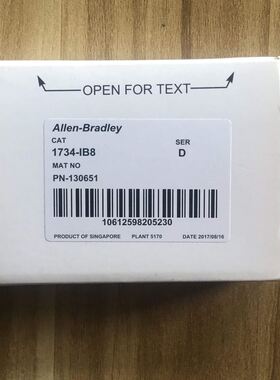 OPEN FOR TEXT
Allen-Bradley
CAT SER
1734-IB8 D
MAT NO
PN-130651
10612598205230
PRODUCT OF SINGAPORE PLANT 5170 DATE 2017/08/16